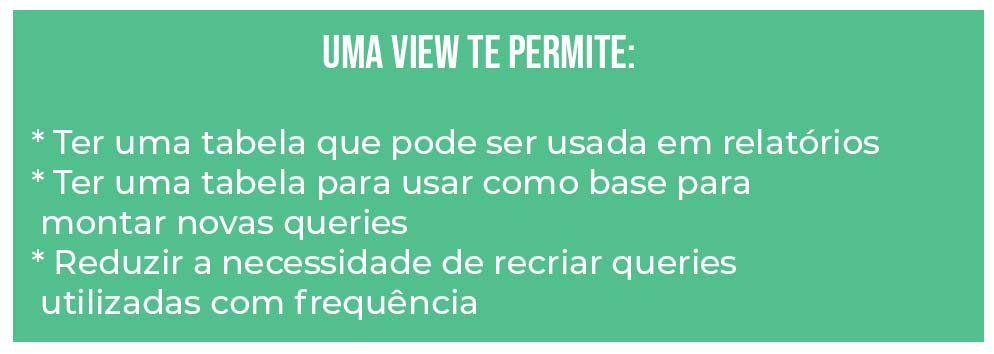 UMA VIEW TE PERMITE:
* Ter uma tabela que pode ser usada em relatórios
* Ter uma tabela para usar como base para
montar novas queries
* Reduzir a necessidade de recriar queries
utilizadas com frequência